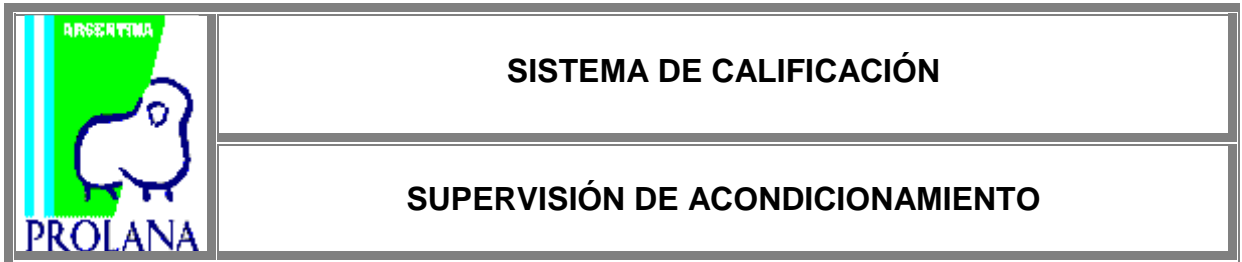 ARGENTINA
PROLANA
SISTEMA DE CALIFICACIÓN
SUPERVISIÓN DE ACONDICIONAMIENTO